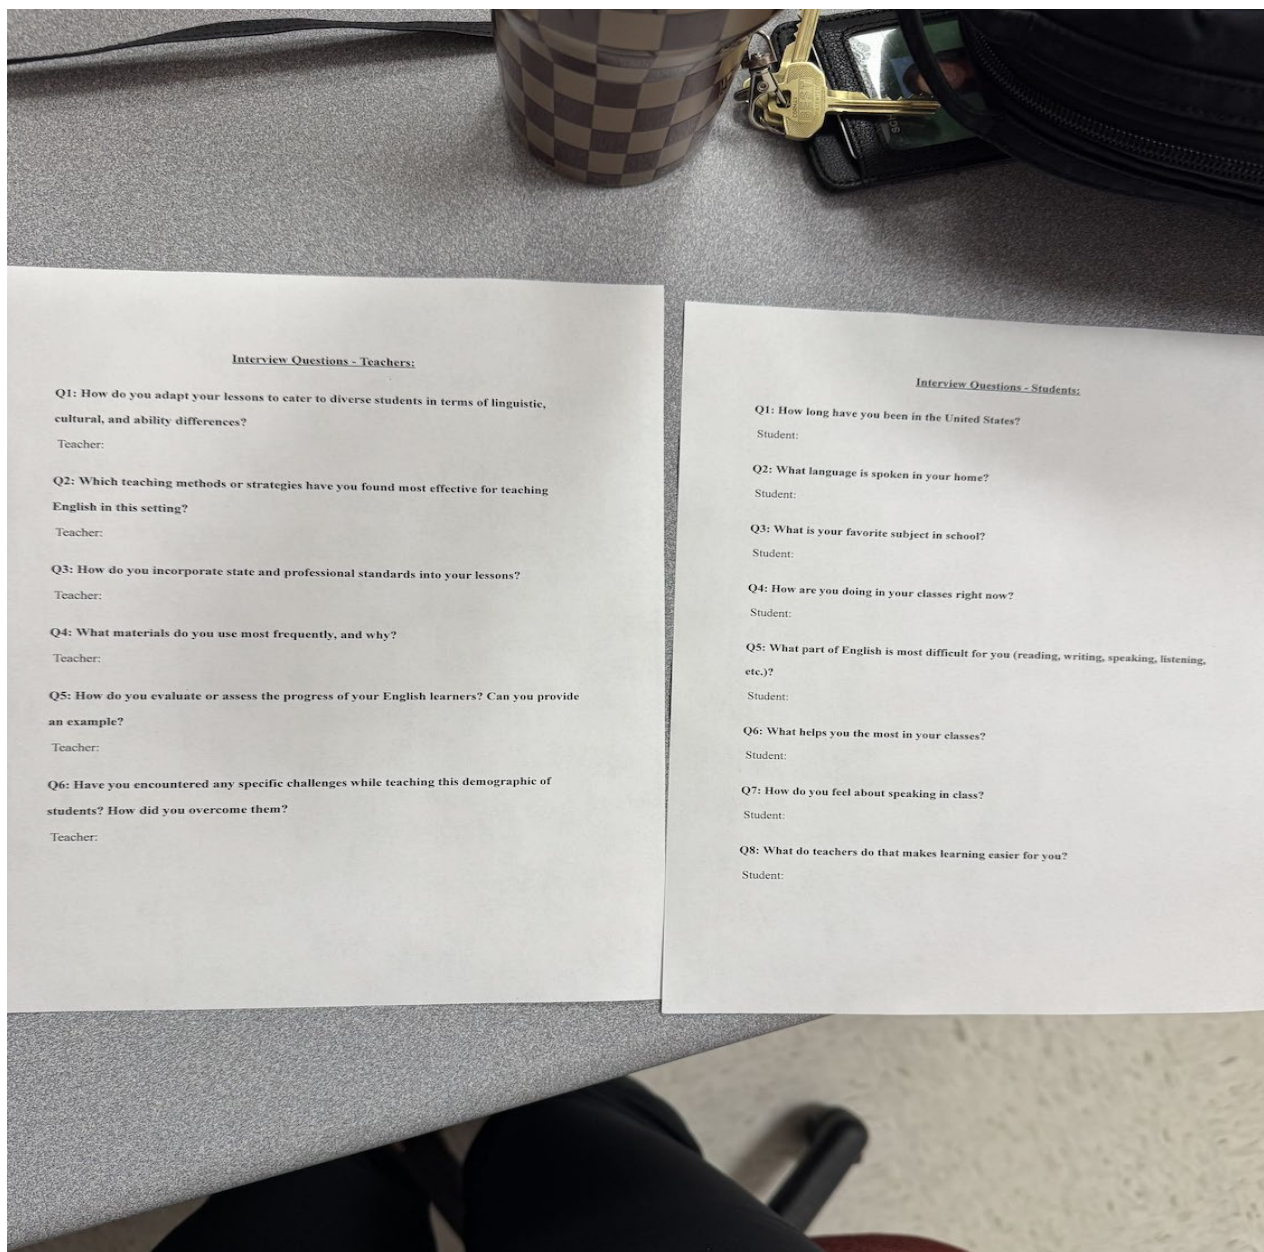 Interview Questions - Teachers:
Q1: How do you adapt your lessons to cater to diverse students in terms of linguistic,
cultural, and ability differences?
Teacher:
Q2: Which teaching methods or strategies have you found most effective for teaching
English in this setting?
Teacher:
Q3: How do you incorporate state and professional standards into your lessons?
Teacher:
Q4: What materials do you use most frequently, and why?
Teacher:
Q5: How do you evaluate or assess the progress of your English learners? Can you provide
an example?
Teacher:
Q6: Have you encountered any specific challenges while teaching this demographic of
students? How did you overcome them?
Teacher:
Interview Questions - Students:
Q1: How long have you been in the United States?
Student:
Q2: What language is spoken in your home?
Student:
Q3: What is your favorite subject in school?
Student:
Q4: How are you doing in your classes right now?
Student:
Q5: What part of English is most difficult for you (reading, writing, speaking, listening,
etc.)?
Student:
Q6: What helps you the most in your classes?
Student:
Q7: How do you feel about speaking in class?
Student:
Q8: What do teachers do that makes learning easier for you?
Student: